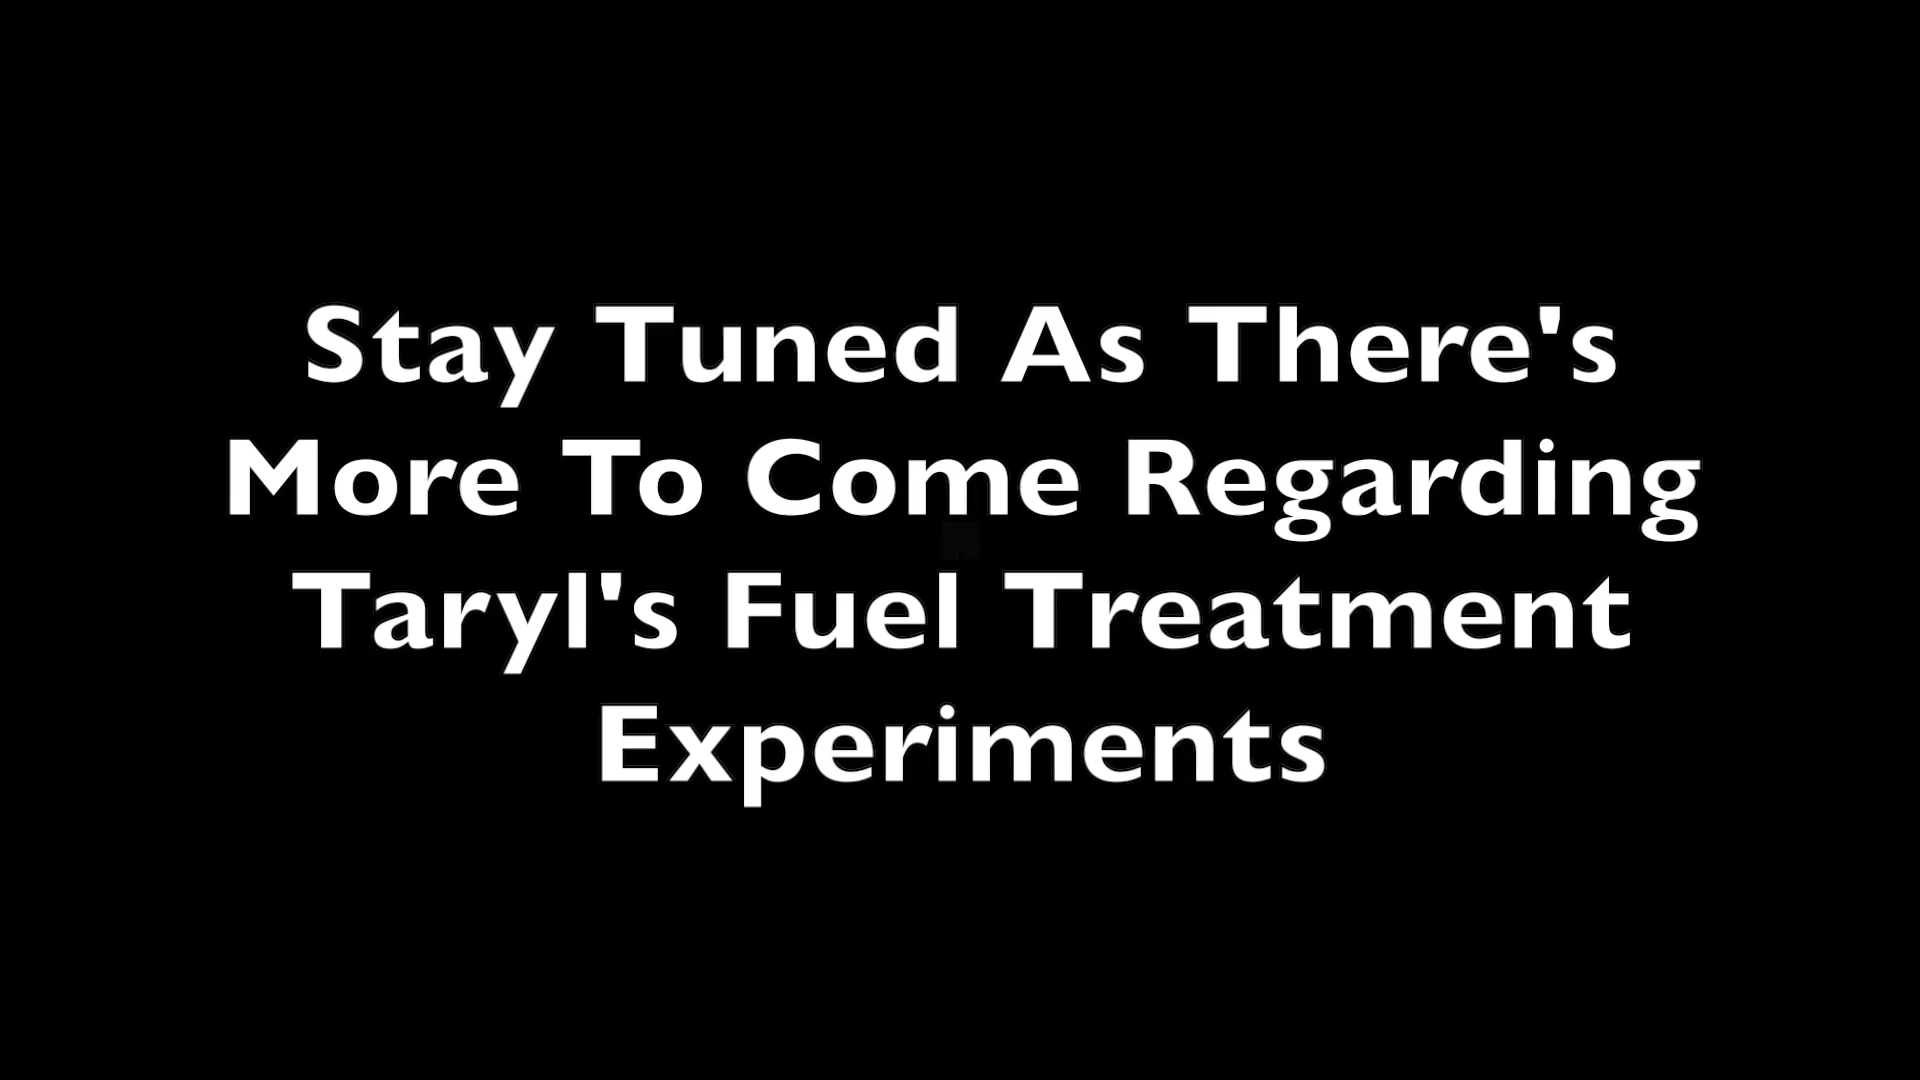 Stay Tuned As There's
More To Come Regarding
Taryl's Fuel Treatment
Experiments